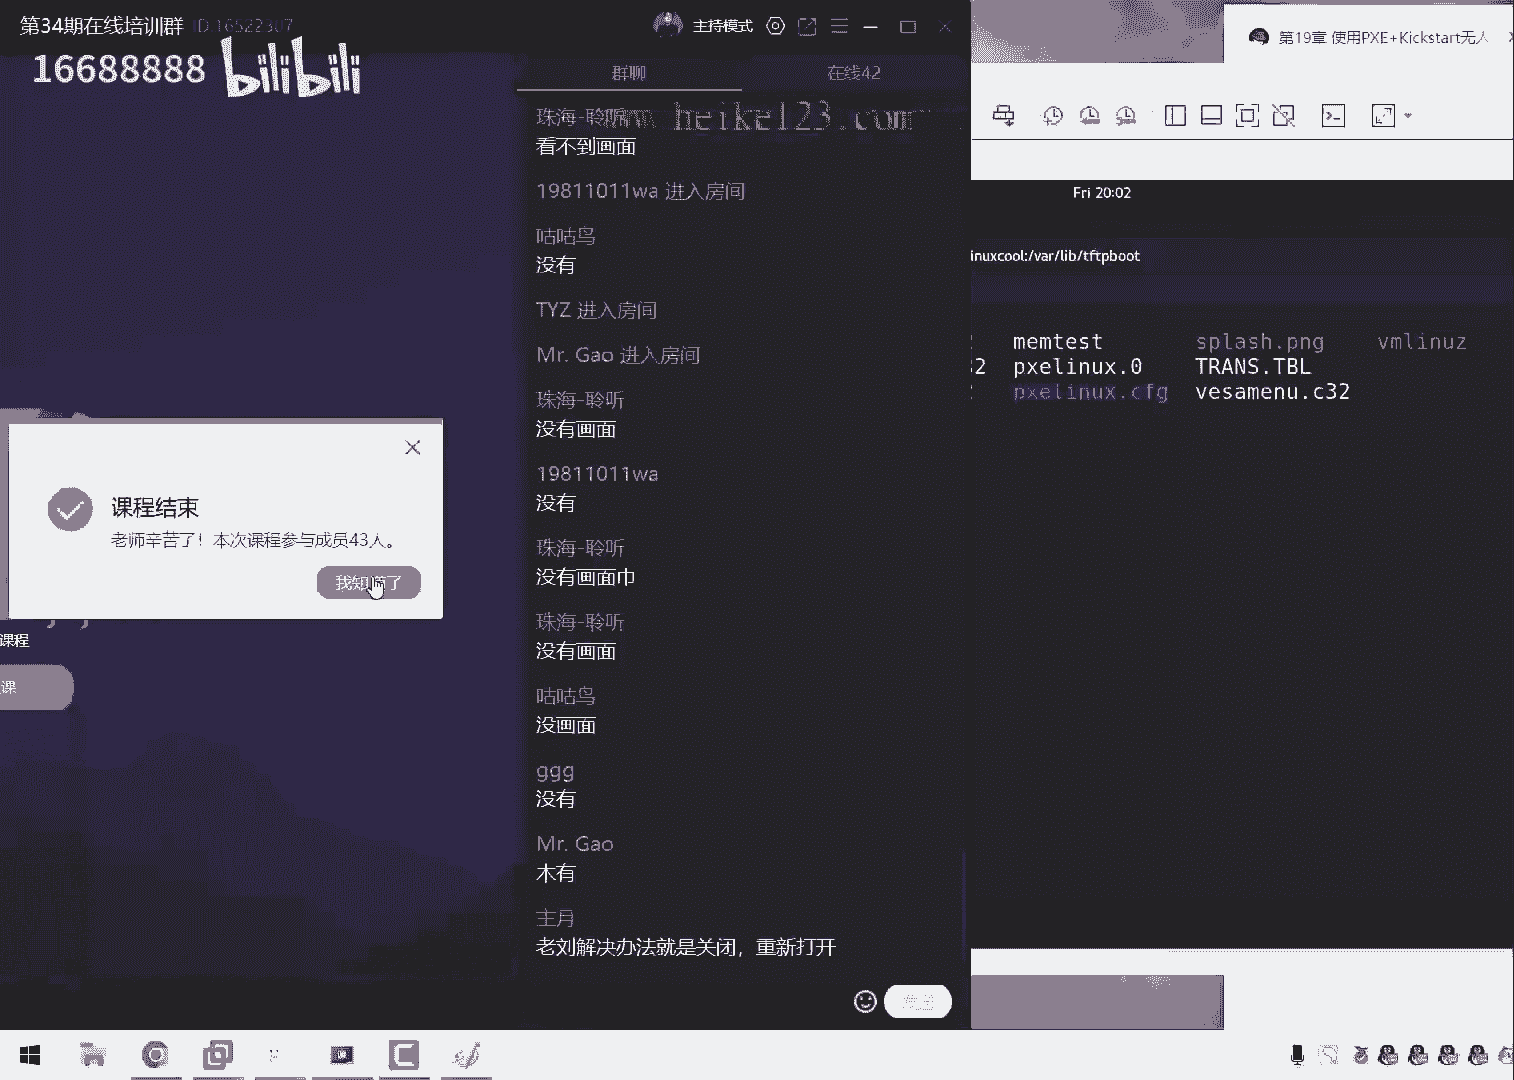 第34期在线培训群 ID:16522307
主持模式
16688888 bilibili
群聊
在线42
珠海-聆听
www.heike123.com
看不到画面
19811011wa 进入房间
咕咕鸟
没有
TYZ 进入房间
Mr. Gao 进入房间
珠海-聆听
没有画面
19811011wa
没有
珠海-聆听
没有画面巾
珠海-聆听
没有画面
咕咕鸟
没画面
ggg
没有
Mr. Gao
木有
主月
老刘解决办法就是关闭，重新打开
课程结束
老师辛苦了！本次课程参与成员43人。
我知道了
课程
课
第19章 使用PXE+Kickstart无人
Fri 20:02
inuxcool:/var/lib/tftpboot
memtest splash.png vmlinuz
32 pxelinux.0 TRANS.TBL
pxelinux.cfg vesamenu.c32